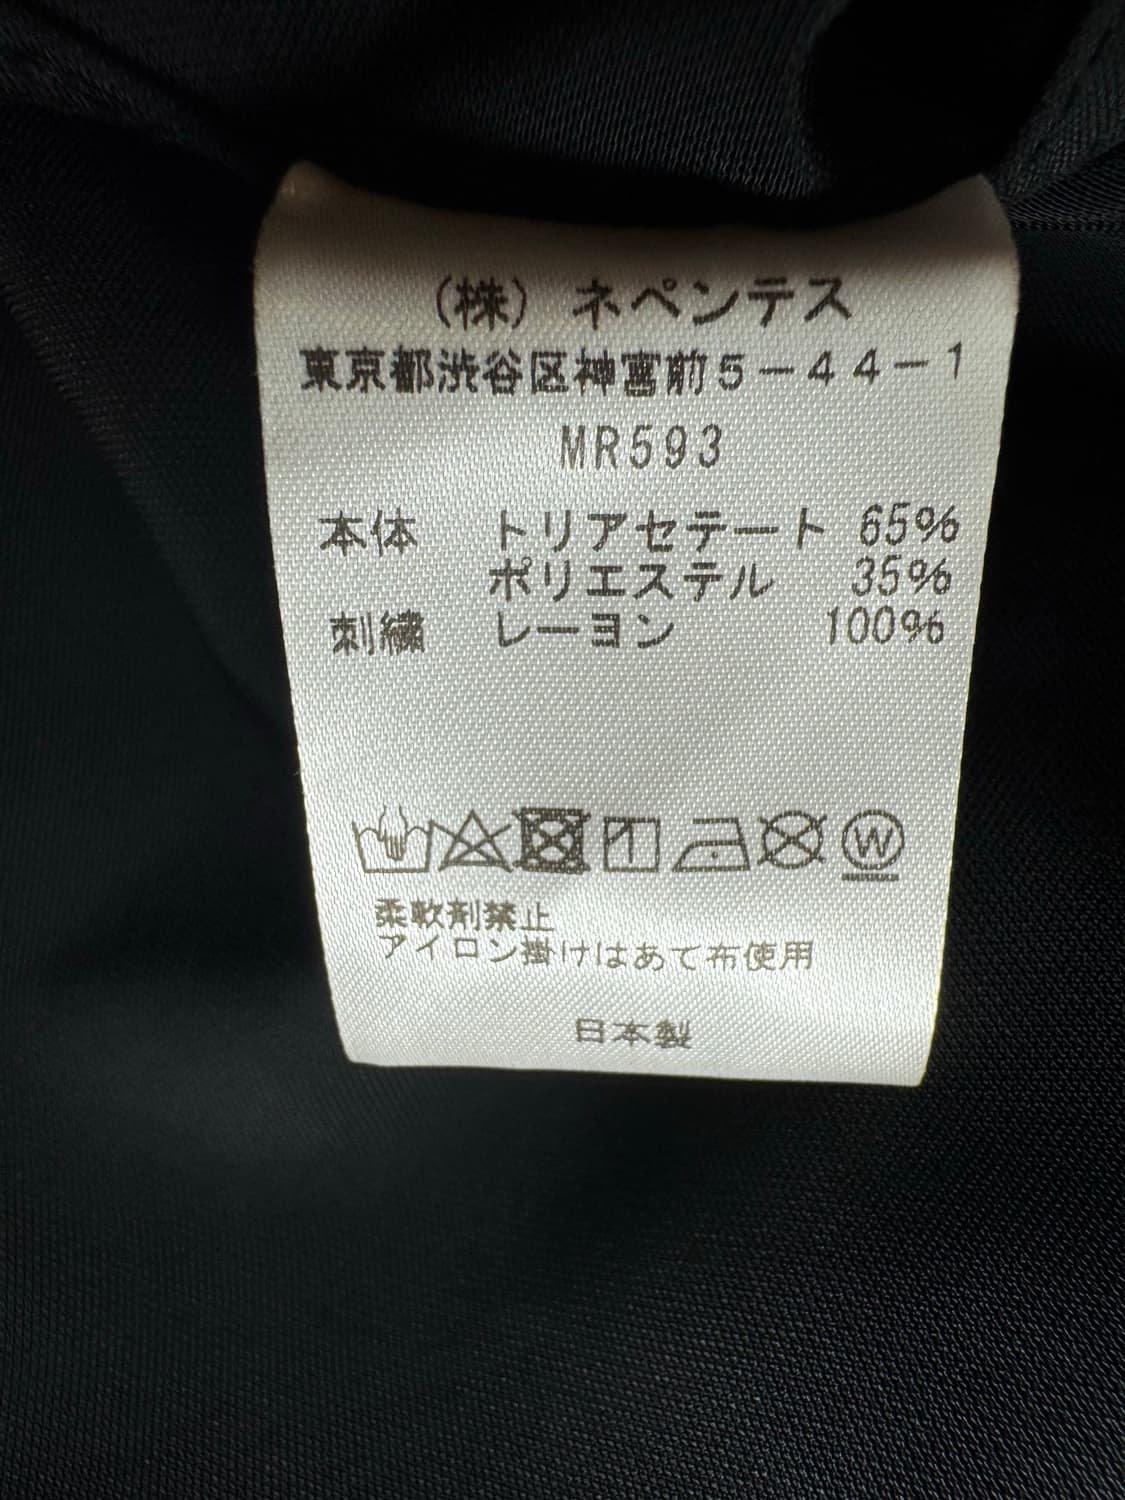 (株) ネペンテス
東京都渋谷区神宮前5-44-1
MR593
本体 トリアセテート 65%
ポリエステル 35%
刺繍 レーヨン 100%
W
柔軟剤禁止
アイロン掛けはあて布使用
日本製